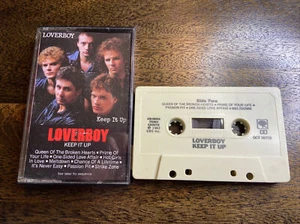 LOVERBOY
Keep It Up
LOVERBOY
KEEP IT UP
Queen Of The Broken Hearts • Prime Of
Your Life • One-Sided Love Affair • Hot Girls
In Love • Meltdown • Chance Of A Lifetime •
It's Never Easy • Passion Pit • Strike Zone
Side Two
QUEEN OF THE BROKEN HEARTS • PRIME OF YOUR LIFE •
PASSION PIT • ONE-SIDED LOVE AFFAIR • MELTDOWN
LOVERBOY
KEEP IT UP